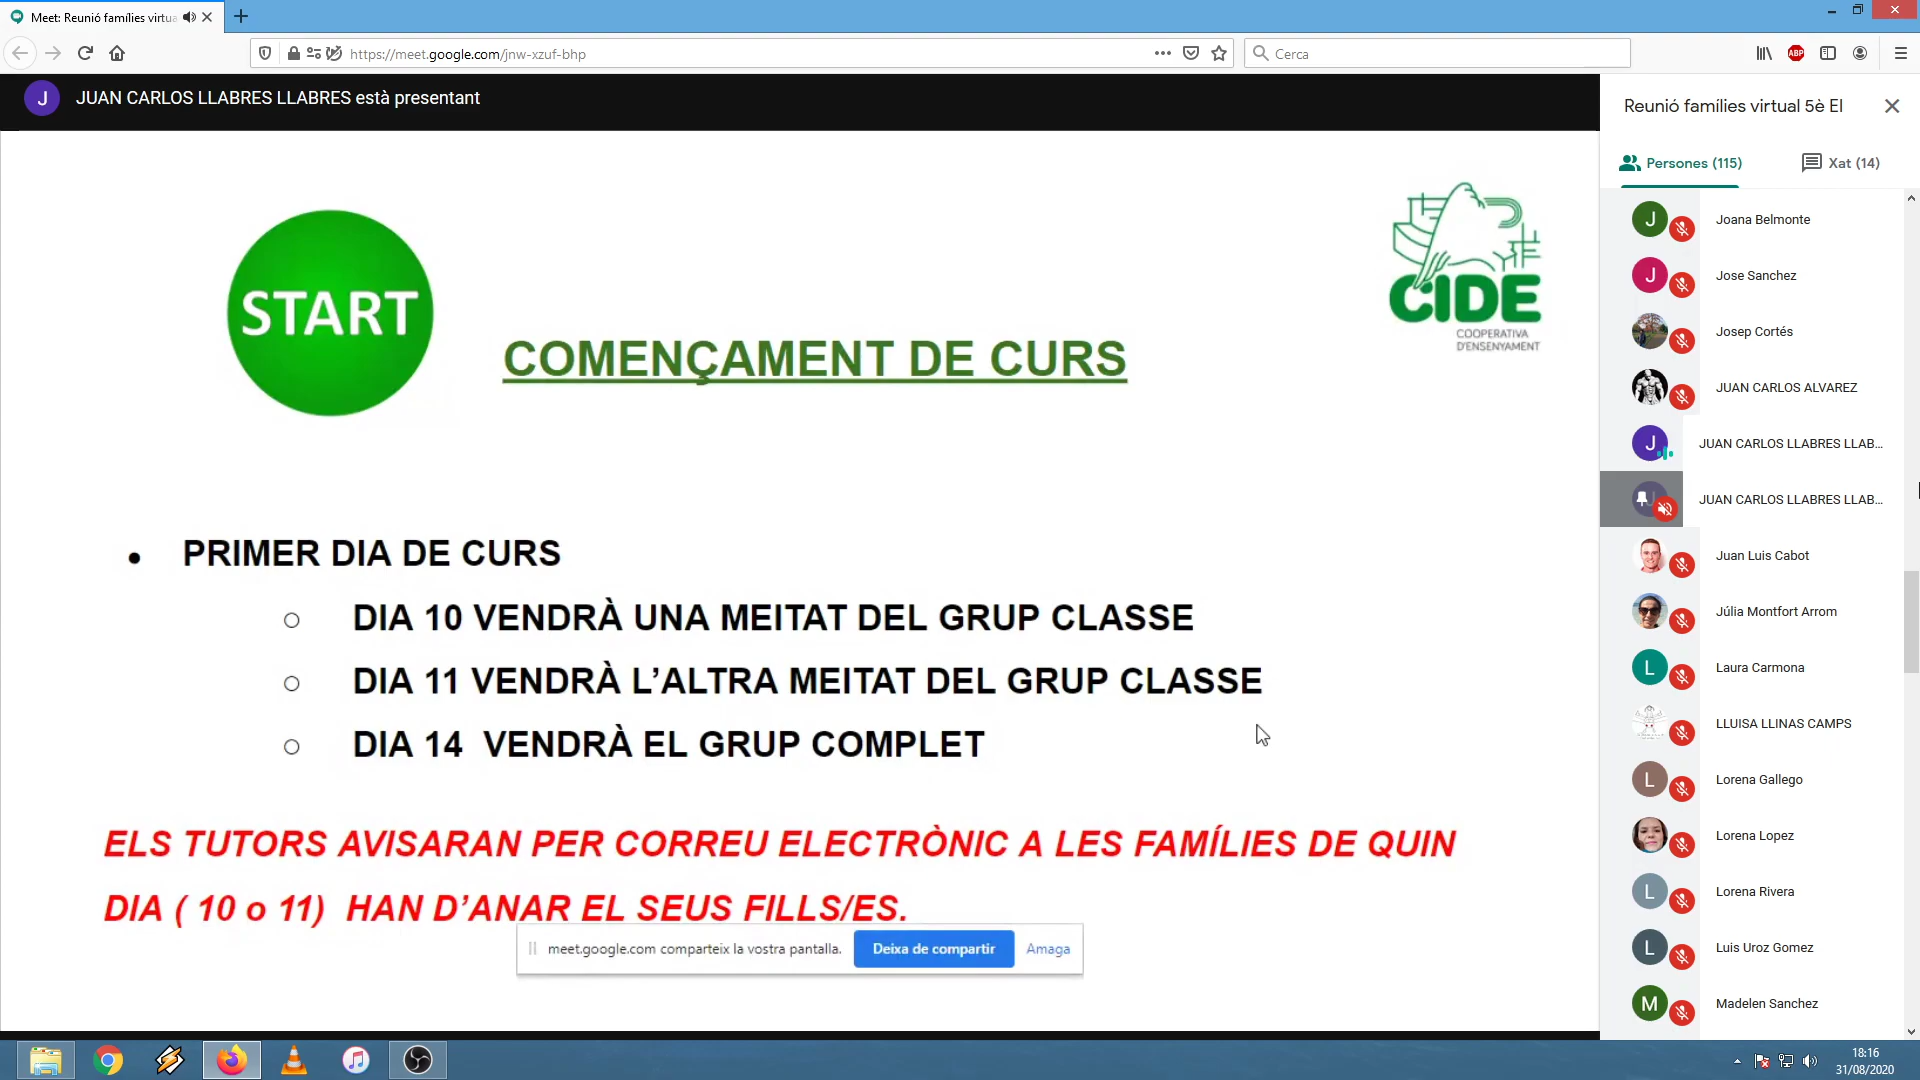 Meet: Reunió famílies virtua
https://meet.google.com/jnw-xzuf-bhp
Cerca
ABP
J
JUAN CARLOS LLABRES LLABRES està presentant
START
COMENÇAMENT DE CURS
CIDE
COOPERATIVA
D'ENSENYAMENT
PRIMER DIA DE CURS
DIA 10 VENDRÀ UNA MEITAT DEL GRUP CLASSE
DIA 11 VENDRÀ L'ALTRA MEITAT DEL GRUP CLASSE
DIA 14 VENDRÀ EL GRUP COMPLET
ELS TUTORS AVISARAN PER CORREU ELECTRÒNIC A LES FAMÍLIES DE QUIN
DIA ( 10 o 11) HAN D'ANAR EL SEUS FILLS/ES.
meet.google.com comparteix la vostra pantalla.
Deixa de compartir
Amaga
Reunió famílies virtual 5è EI
Persones (115)
Xat (14)
J
Joana Belmonte
J
Jose Sanchez
Josep Cortés
JUAN CARLOS ALVAREZ
J
JUAN CARLOS LLABRES LLAB...
JUAN CARLOS LLABRES LLAB...
Juan Luis Cabot
Júlia Montfort Arrom
L
Laura Carmona
LLUISA LLINAS CAMPS
L
Lorena Gallego
Lorena Lopez
L
Lorena Rivera
L
Luis Uroz Gomez
M
Madelen Sanchez
18:16
31/08/2020